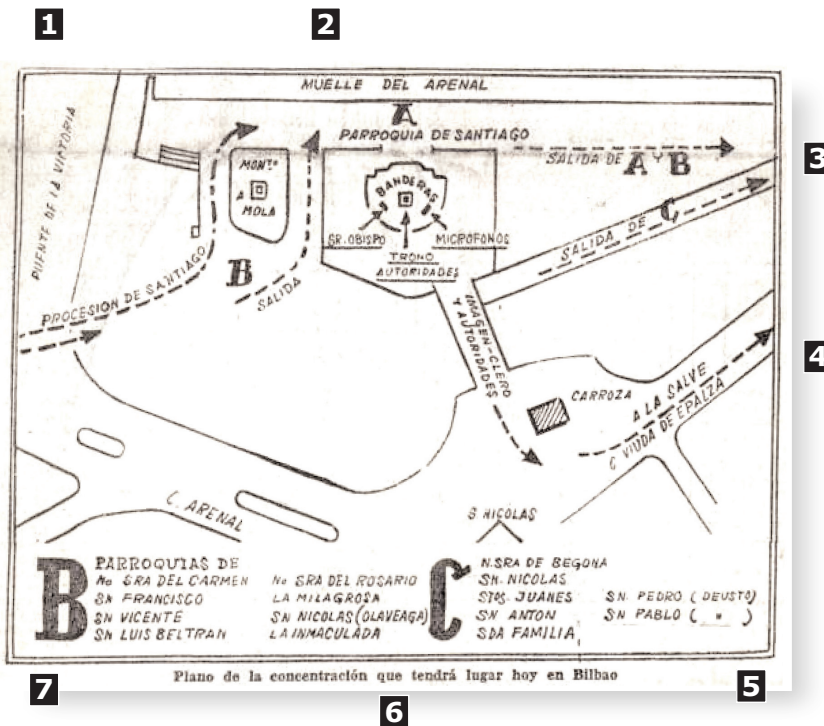 1
2
3
4
5
6
7
MUELLE DEL ARENAL
A
PARROQUIA DE SANTIAGO
PUENTE DE LA VICTORIA
MONTO
A
MOLA
BANDERAS
SR. OBISPO
MICROFONOS
TRONO
AUTORIDADES
SALIDA DE A Y B
SALIDA DE C
PROCESION DE SANTIAGO
B
SALIDA
IMAGEN-CLERO
Y AUTORIDADES
CARROZA
A LA SALVE
C VIUDA DE EPALZA
C. ARENAL
S NICOLAS
B
PARROQUIAS DE
Na SRA DEL CARMEN
SN FRANCISCO
SN VICENTE
SN LUIS BELTRAN
Na SRA DEL ROSARIO
LA MILAGROSA
SN NICOLAS (OLAVEAGA)
LA INMACULADA
C
N. SRA DE BEGOÑA
SN. NICOLAS
STOS. JUANES
SN ANTON
SDA FAMILIA
SN. PEDRO (DEUSTO)
SN PABLO ( " )
Plano de la concentración que tendrá lugar hoy en Bilbao